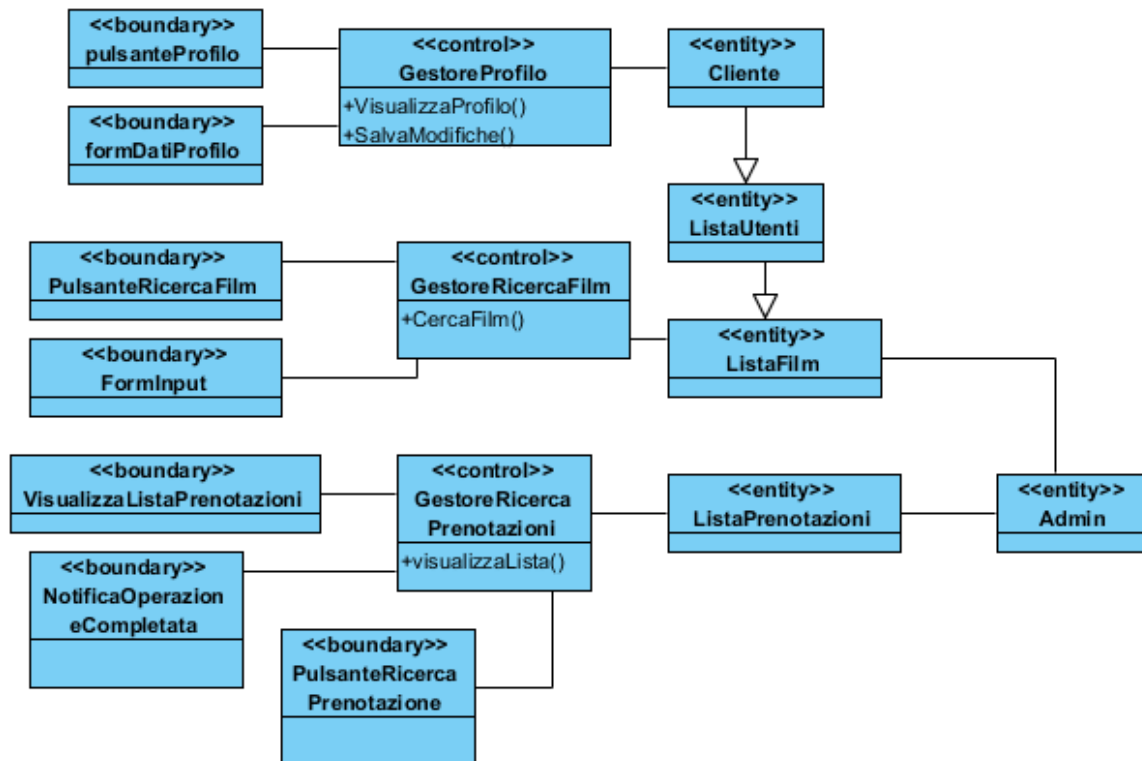 <<boundary>>
pulsanteProfilo
<<control>>
GestoreProfilo
+VisualizzaProfilo()
+SalvaModifiche()
<<entity>>
Cliente
<<boundary>>
formDatiProfilo
<<entity>>
ListaUtenti
<<boundary>>
PulsanteRicercaFilm
<<control>>
GestoreRicercaFilm
+CercaFilm()
<<entity>>
ListaFilm
<<boundary>>
FormInput
<<boundary>>
VisualizzaListaPrenotazioni
<<control>>
GestoreRicerca
Prenotazioni
+visualizzaLista()
<<entity>>
ListaPrenotazioni
<<entity>>
Admin
<<boundary>>
NotificaOperazion
eCompletata
<<boundary>>
PulsanteRicerca
Prenotazione